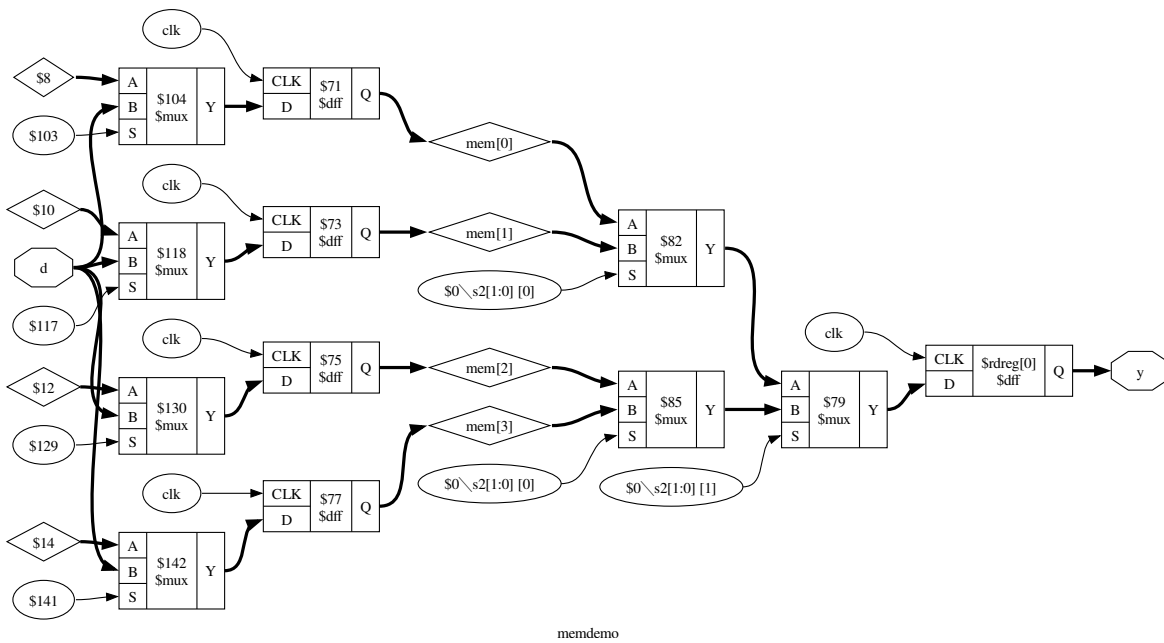 clk
$8
A
B
S
$104
$mux
Y
CLK
D
$71
$dff
Q
$103
mem[0]
clk
$10
A
B
S
$118
$mux
Y
CLK
D
$73
$dff
Q
mem[1]
d
$117
$0\s2[1:0] [0]
A
B
S
$82
$mux
Y
clk
$12
A
B
S
$130
$mux
Y
CLK
D
$75
$dff
Q
mem[2]
$129
mem[3]
A
B
S
$85
$mux
Y
$0\s2[1:0] [0]
$0\s2[1:0] [1]
A
B
S
$79
$mux
Y
clk
CLK
D
$rdreg[0]
$dff
Q
y
clk
CLK
D
$77
$dff
Q
$14
A
B
S
$142
$mux
Y
$141
memdemo